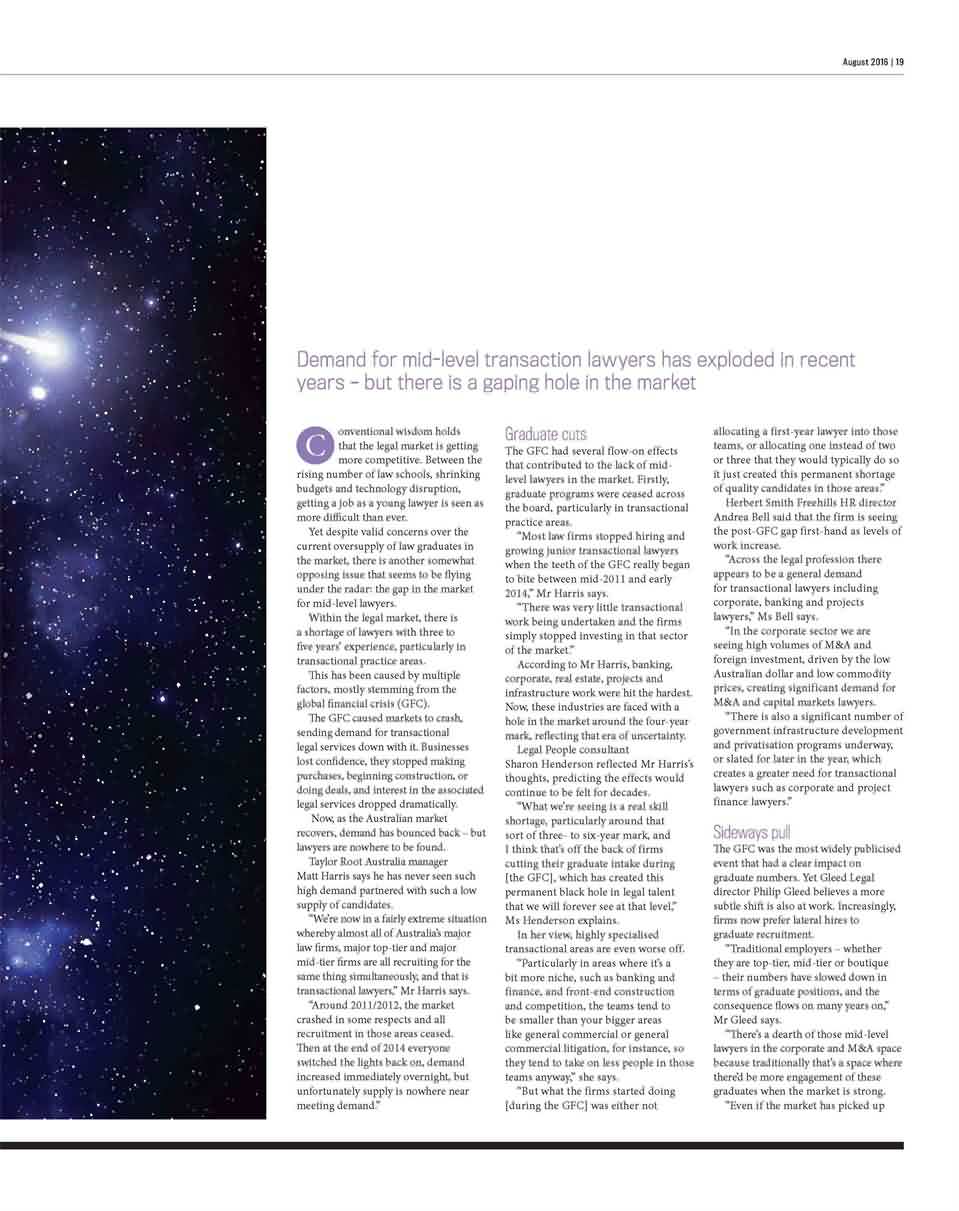 August 2016 | 19
Demand for mid-level transaction lawyers has exploded in recent
years – but there is a gaping hole in the market
Conventional wisdom holds
that the legal market is getting
more competitive. Between the
rising number of law schools, shrinking
budgets and technology disruption,
getting a job as a young lawyer is seen as
more difficult than ever.
Yet despite valid concerns over the
current oversupply of law graduates in
the market, there is another somewhat
opposing issue that seems to be flying
under the radar: the gap in the market
for mid-level lawyers.
Within the legal market, there is
a shortage of lawyers with three to
five years’ experience, particularly in
transactional practice areas.
This has been caused by multiple
factors, mostly stemming from the
global financial crisis (GFC).
The GFC caused markets to crash,
sending demand for transactional
legal services down with it. Businesses
lost confidence, they stopped making
purchases, beginning construction, or
doing deals, and interest in the associated
legal services dropped dramatically.
Now, as the Australian market
recovers, demand has bounced back – but
lawyers are nowhere to be found.
Taylor Root Australia manager
Matt Harris says he has never seen such
high demand partnered with such a low
supply of candidates.
“We’re now in a fairly extreme situation
whereby almost all of Australia’s major
law firms, major top-tier and major
mid-tier firms are all recruiting for the
same thing simultaneously, and that is
transactional lawyers,” Mr Harris says.
“Around 2011/2012, the market
crashed in some respects and all
recruitment in those areas ceased.
Then at the end of 2014 everyone
switched the lights back on, demand
increased immediately overnight, but
unfortunately supply is nowhere near
meeting demand.”
Graduate cuts
The GFC had several flow-on effects
that contributed to the lack of mid-
level lawyers in the market. Firstly,
graduate programs were ceased across
the board, particularly in transactional
practice areas.
“Most law firms stopped hiring and
growing junior transactional lawyers
when the teeth of the GFC really began
to bite between mid-2011 and early
2014,” Mr Harris says.
“There was very little transactional
work being undertaken and the firms
simply stopped investing in that sector
of the market.”
According to Mr Harris, banking,
corporate, real estate, projects and
infrastructure work were hit the hardest.
Now, these industries are faced with a
hole in the market around the four-year
mark, reflecting that era of uncertainty.
Legal People consultant
Sharon Henderson reflected Mr Harris’s
thoughts, predicting the effects would
continue to be felt for decades.
“What we’re seeing is a real skill
shortage, particularly around that
sort of three- to six-year mark, and
I think that’s off the back of firms
cutting their graduate intake during
[the GFC], which has created this
permanent black hole in legal talent
that we will forever see at that level,”
Ms Henderson explains.
In her view, highly specialised
transactional areas are even worse off.
“Particularly in areas where it’s a
bit more niche, such as banking and
finance, and front-end construction
and competition, the teams tend to
be smaller than your bigger areas
like general commercial or general
commercial litigation, for instance, so
they tend to take on less people in those
teams anyway,” she says.
“But what the firms started doing
[during the GFC] was either not
allocating a first-year lawyer into those
teams, or allocating one instead of two
or three that they would typically do so
it just created this permanent shortage
of quality candidates in those areas.”
Herbert Smith Freehills HR director
Andrea Bell said that the firm is seeing
the post-GFC gap first-hand as levels of
work increase.
“Across the legal profession there
appears to be a general demand
for transactional lawyers including
corporate, banking and projects
lawyers,” Ms Bell says.
“In the corporate sector we are
seeing high volumes of M&A and
foreign investment, driven by the low
Australian dollar and low commodity
prices, creating significant demand for
M&A and capital markets lawyers.
“There is also a significant number of
government infrastructure development
and privatisation programs underway,
or slated for later in the year, which
creates a greater need for transactional
lawyers such as corporate and project
finance lawyers.”
Sideways pull
The GFC was the most widely publicised
event that had a clear impact on
graduate numbers. Yet Gleed Legal
director Philip Gleed believes a more
subtle shift is also at work. Increasingly,
firms now prefer lateral hires to
graduate recruitment.
“Traditional employers – whether
they are top-tier, mid-tier or boutique
– their numbers have slowed down in
terms of graduate positions, and the
consequence flows on many years on,”
Mr Gleed says.
“There’s a dearth of those mid-level
lawyers in the corporate and M&A space
because traditionally that’s a space where
there’d be more engagement of these
graduates when the market is strong.
“Even if the market has picked up